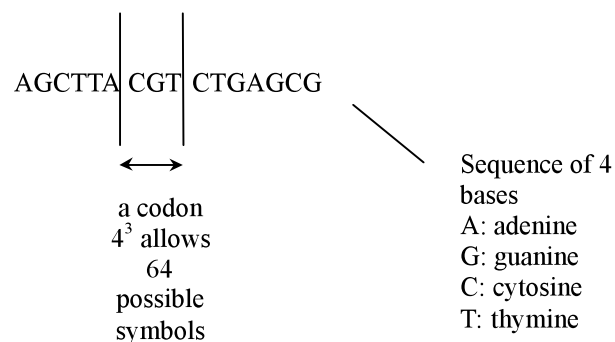 AGCTTA CGT CTGAGCG
a codon
4³ allows
64
possible
symbols
Sequence of 4
bases
A: adenine
G: guanine
C: cytosine
T: thymine